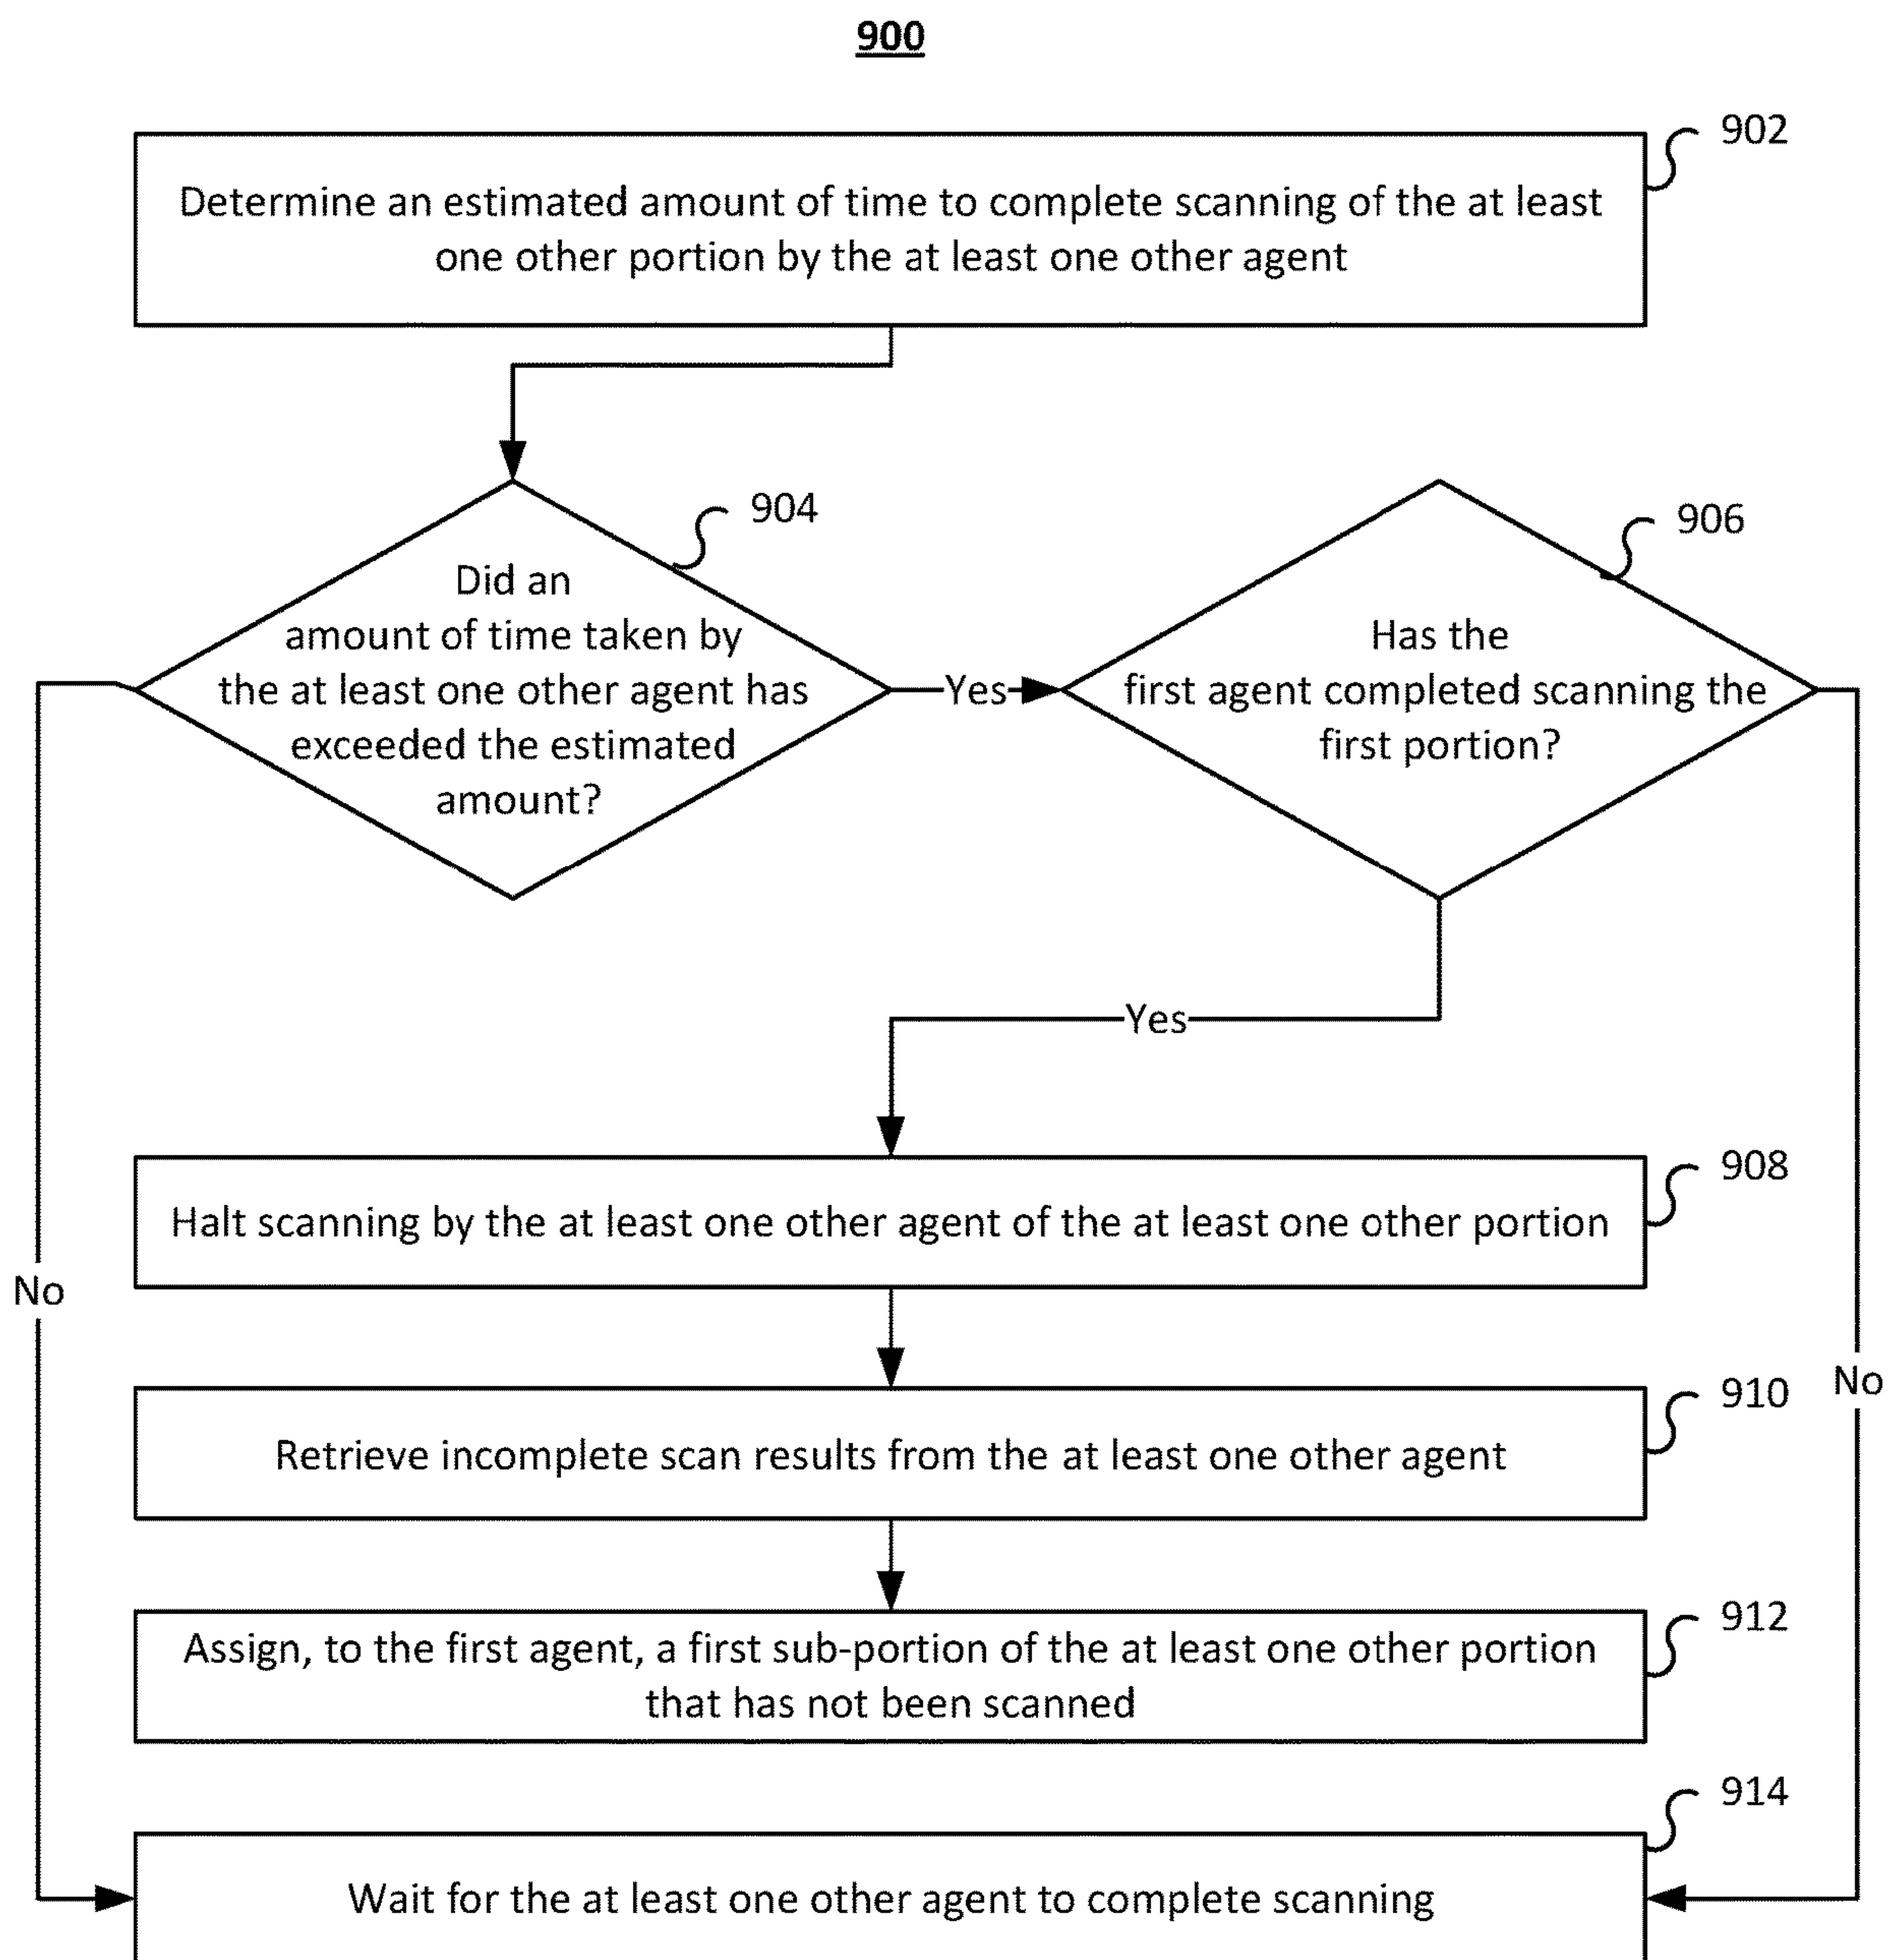 900
902
Determine an estimated amount of time to complete scanning of the at least
one other portion by the at least one other agent
904
Did an
amount of time taken by
the at least one other agent has
exceeded the estimated
amount?
Yes
906
Has the
first agent completed scanning the
first portion?
Yes
908
Halt scanning by the at least one other agent of the at least one other portion
No
910
Retrieve incomplete scan results from the at least one other agent
No
912
Assign, to the first agent, a first sub-portion of the at least one other portion
that has not been scanned
914
Wait for the at least one other agent to complete scanning